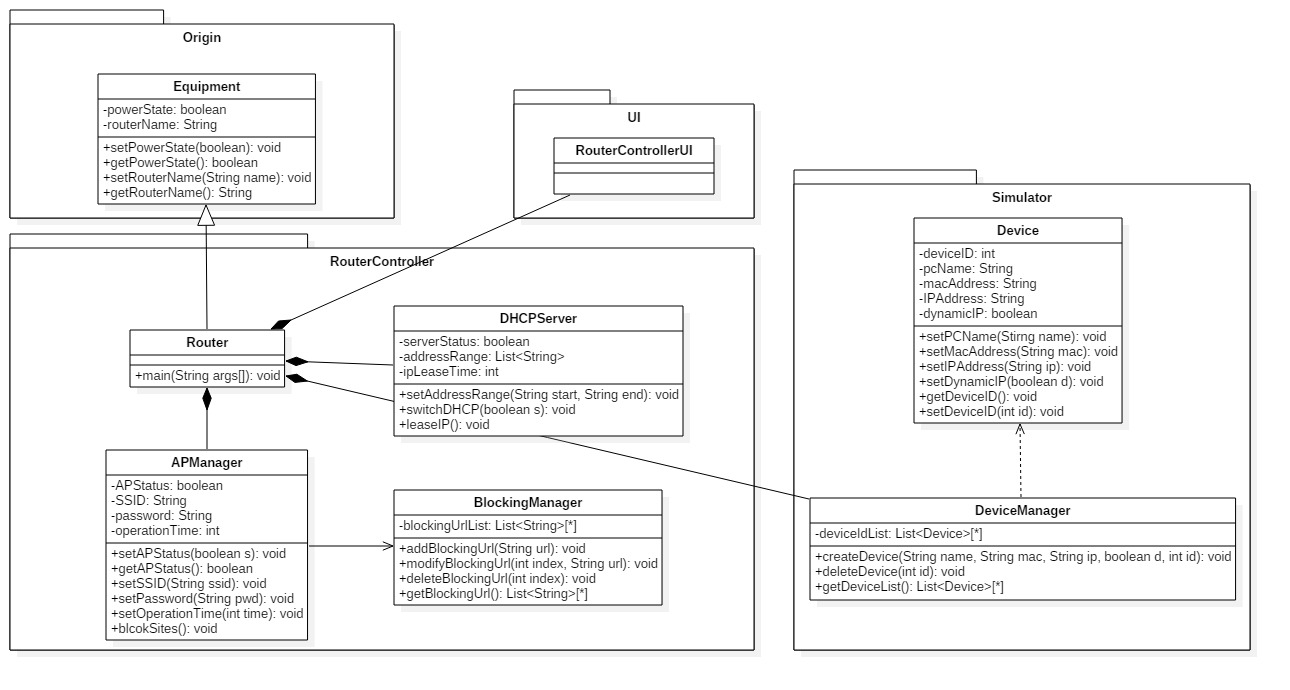 Origin
Equipment
-powerState: boolean
-routerName: String
+setPowerState(boolean): void
+getPowerState(): boolean
+setRouterName(String name): void
+getRouterName(): String
UI
RouterControllerUI
RouterController
Router
+main(String args[]): void
DHCPServer
-serverStatus: boolean
-addressRange: List<String>
-ipLeaseTime: int
+setAddressRange(String start, String end): void
+switchDHCP(boolean s): void
+leaseIP(): void
APManager
-APStatus: boolean
-SSID: String
-password: String
-operationTime: int
+setAPStatus(boolean s): void
+getAPStatus(): boolean
+setSSID(String ssid): void
+setPassword(String pwd): void
+setOperationTime(int time): void
+blcokSites(): void
BlockingManager
-blockingUrlList: List<String>[*]
+addBlockingUrl(String url): void
+modifyBlockingUrl(int index, String url): void
+deleteBlockingUrl(int index): void
+getBlockingUrl(): List<String>[*]
Simulator
Device
-deviceID: int
-pcName: String
-macAddress: String
-IPAddress: String
-dynamicIP: boolean
+setPCName(Stirng name): void
+setMacAddress(String mac): void
+setIPAddress(String ip): void
+setDynamicIP(boolean d): void
+getDeviceID(): void
+setDeviceID(int id): void
DeviceManager
-deviceIdList: List<Device>[*]
+createDevice(String name, String mac, String ip, boolean d, int id): void
+deleteDevice(int id): void
+getDeviceList(): List<Device>[*]